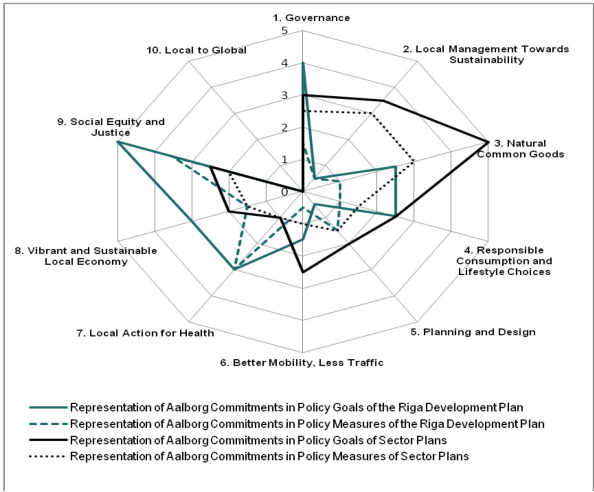 1. Governance
5
10. Local to Global
2. Local Management Towards
Sustainability
4
3
9. Social Equity and
Justice
2
3. Natural
Common Goods
1
0
8. Vibrant and Sustainable
Local Economy
4. Responsible
Consumption and
Lifestyle Choices
7. Local Action for Health
5. Planning and Design
6. Better Mobility, Less Traffic
Representation of Aalborg Commitments in Policy Goals of the Riga Development Plan
Representation of Aalborg Commitments in Policy Measures of the Riga Development Plan
Representation of Aalborg Commitments in Policy Goals of Sector Plans
Representation of Aalborg Commitments in Policy Measures of Sector Plans